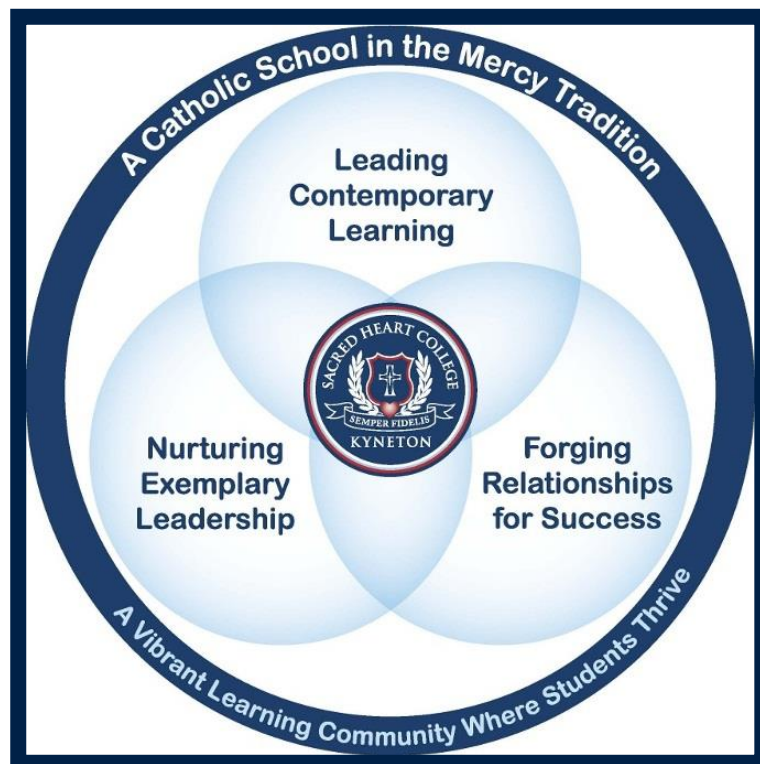 A Catholic School in the Mercy Tradition
Leading
Contemporary
Learning
SACRED HEART COLLEGE
SEMPER FIDELIS
KYNETON
Nurturing
Exemplary
Leadership
Forging
Relationships
for Success
A Vibrant Learning Community Where Students Thrive